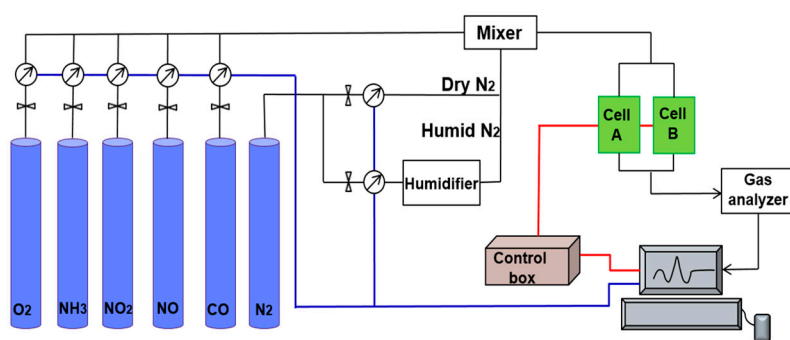 Mixer
Dry N2
Humid N2
Humidifier
Cell
A
Cell
B
Gas
analyzer
Control
box
O2
NH3
NO2
NO
CO
N2